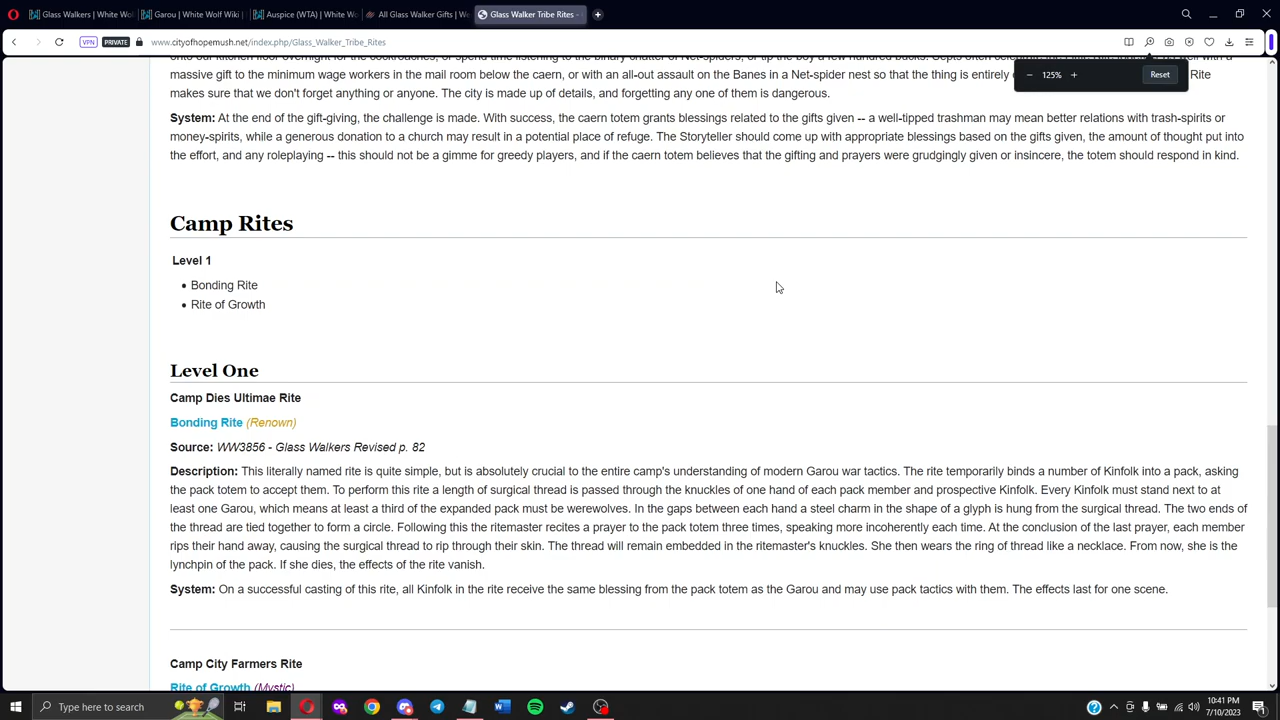 Glass Walkers | White Wol
Garou | White Wolf Wiki |
Auspice (WTA) | White Wo
All Glass Walker Gifts | We
Glass Walker Tribe Rites -
VPN
PRIVATE
www.cityofhopemush.net/index.php/Glass_Walker_Tribe_Rites
125%
Reset
massive gift to the minimum wage workers in the mail room below the caern, or with an all-out assault on the Banes in a Net-spider nest so that the thing is entirely Rite
makes sure that we don't forget anything or anyone. The city is made up of details, and forgetting any one of them is dangerous.
System: At the end of the gift-giving, the challenge is made. With success, the caern totem grants blessings related to the gifts given -- a well-tipped trashman may mean better relations with trash-spirits or
money-spirits, while a generous donation to a church may result in a potential place of refuge. The Storyteller should come up with appropriate blessings based on the gifts given, the amount of thought put into
the effort, and any roleplaying -- this should not be a gimme for greedy players, and if the caern totem believes that the gifting and prayers were grudgingly given or insincere, the totem should respond in kind.
Camp Rites
Level 1
Bonding Rite
Rite of Growth
Level One
Camp Dies Ultimae Rite
Bonding Rite (Renown)
Source: WW3856 - Glass Walkers Revised p. 82
Description: This literally named rite is quite simple, but is absolutely crucial to the entire camp's understanding of modern Garou war tactics. The rite temporarily binds a number of Kinfolk into a pack, asking
the pack totem to accept them. To perform this rite a length of surgical thread is passed through the knuckles of one hand of each pack member and prospective Kinfolk. Every Kinfolk must stand next to at
least one Garou, which means at least a third of the expanded pack must be werewolves. In the gaps between each hand a steel charm in the shape of a glyph is hung from the surgical thread. The two ends of
the thread are tied together to form a circle. Following this the ritemaster recites a prayer to the pack totem three times, speaking more incoherently each time. At the conclusion of the last prayer, each member
rips their hand away, causing the surgical thread to rip through their skin. The thread will remain embedded in the ritemaster's knuckles. She then wears the ring of thread like a necklace. From now, she is the
lynchpin of the pack. If she dies, the effects of the rite vanish.
System: On a successful casting of this rite, all Kinfolk in the rite receive the same blessing from the pack totem as the Garou and may use pack tactics with them. The effects last for one scene.
Camp City Farmers Rite
Rite of Growth (Mystic)
Type here to search
10:41 PM
7/10/2023